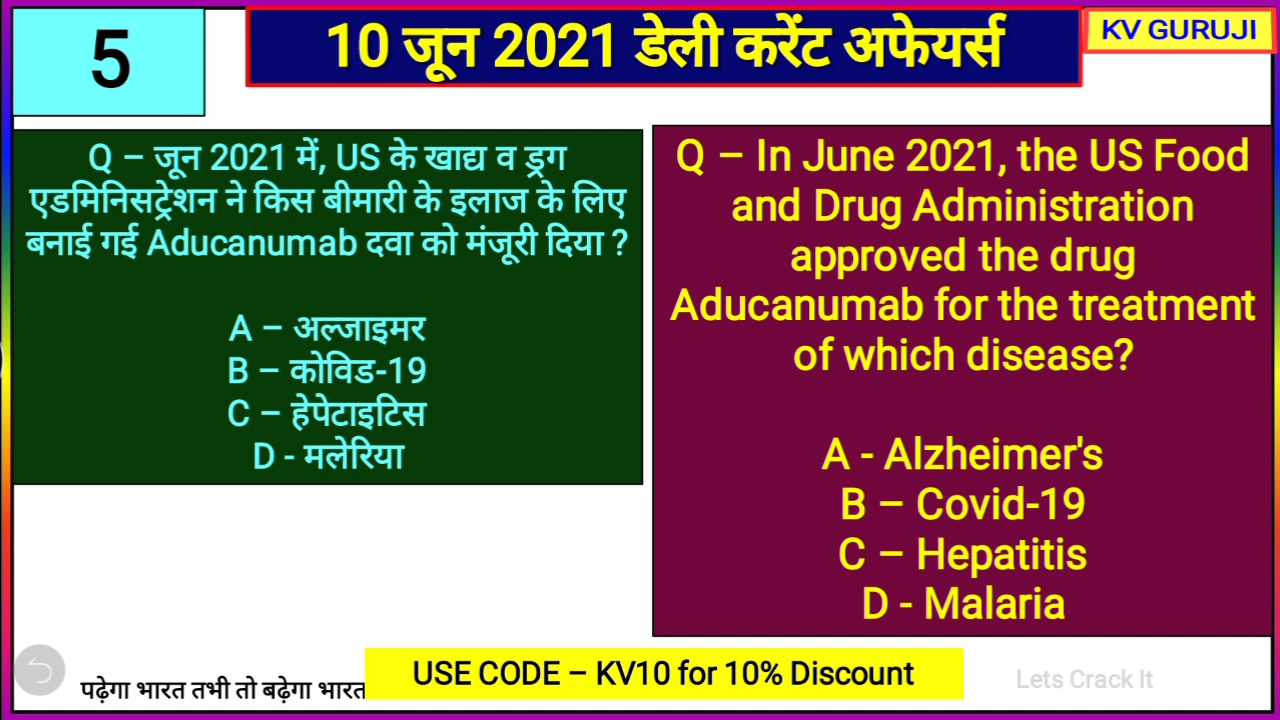 5
10 जून 2021 डेली करेंट अफेयर्स
KV GURUJI
Q – जून 2021 में, US के खाद्य व ड्रग
एडमिनिसट्रेशन ने किस बीमारी के इलाज के लिए
बनाई गई Aducanumab दवा को मंजूरी दिया ?
A – अल्जाइमर
B – कोविड-19
C – हेपेटाइटिस
D - मलेरिया
Q – In June 2021, the US Food
and Drug Administration
approved the drug
Aducanumab for the treatment
of which disease?
A - Alzheimer's
B – Covid-19
C – Hepatitis
D - Malaria
पढ़ेगा भारत तभी तो बढ़ेगा भारत
USE CODE – KV10 for 10% Discount
Lets Crack It